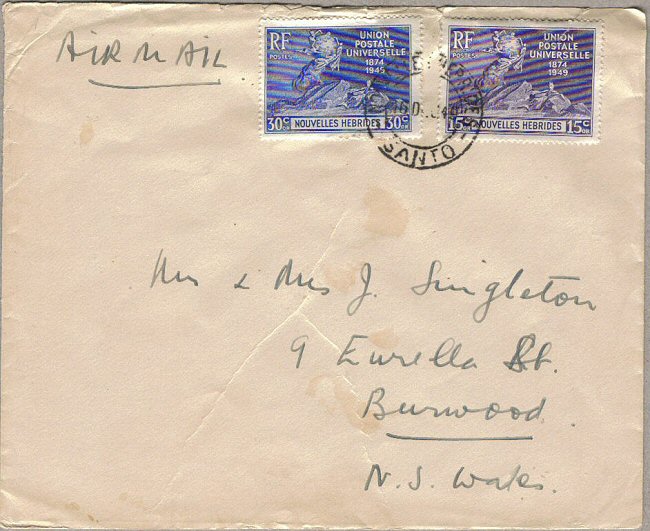 AIR MAIL
RF
POSTES
UNION
POSTALE
UNIVERSELLE
1874
1949
30c 30c
NOUVELLES HEBRIDES
RF
POSTES
UNION
POSTALE
UNIVERSELLE
1874
1949
15c 15c
NOUVELLES HEBRIDES
SANTO
Mr & Mrs J. Singleton
9 Eurella St.
Burwood
N.S. Wales.